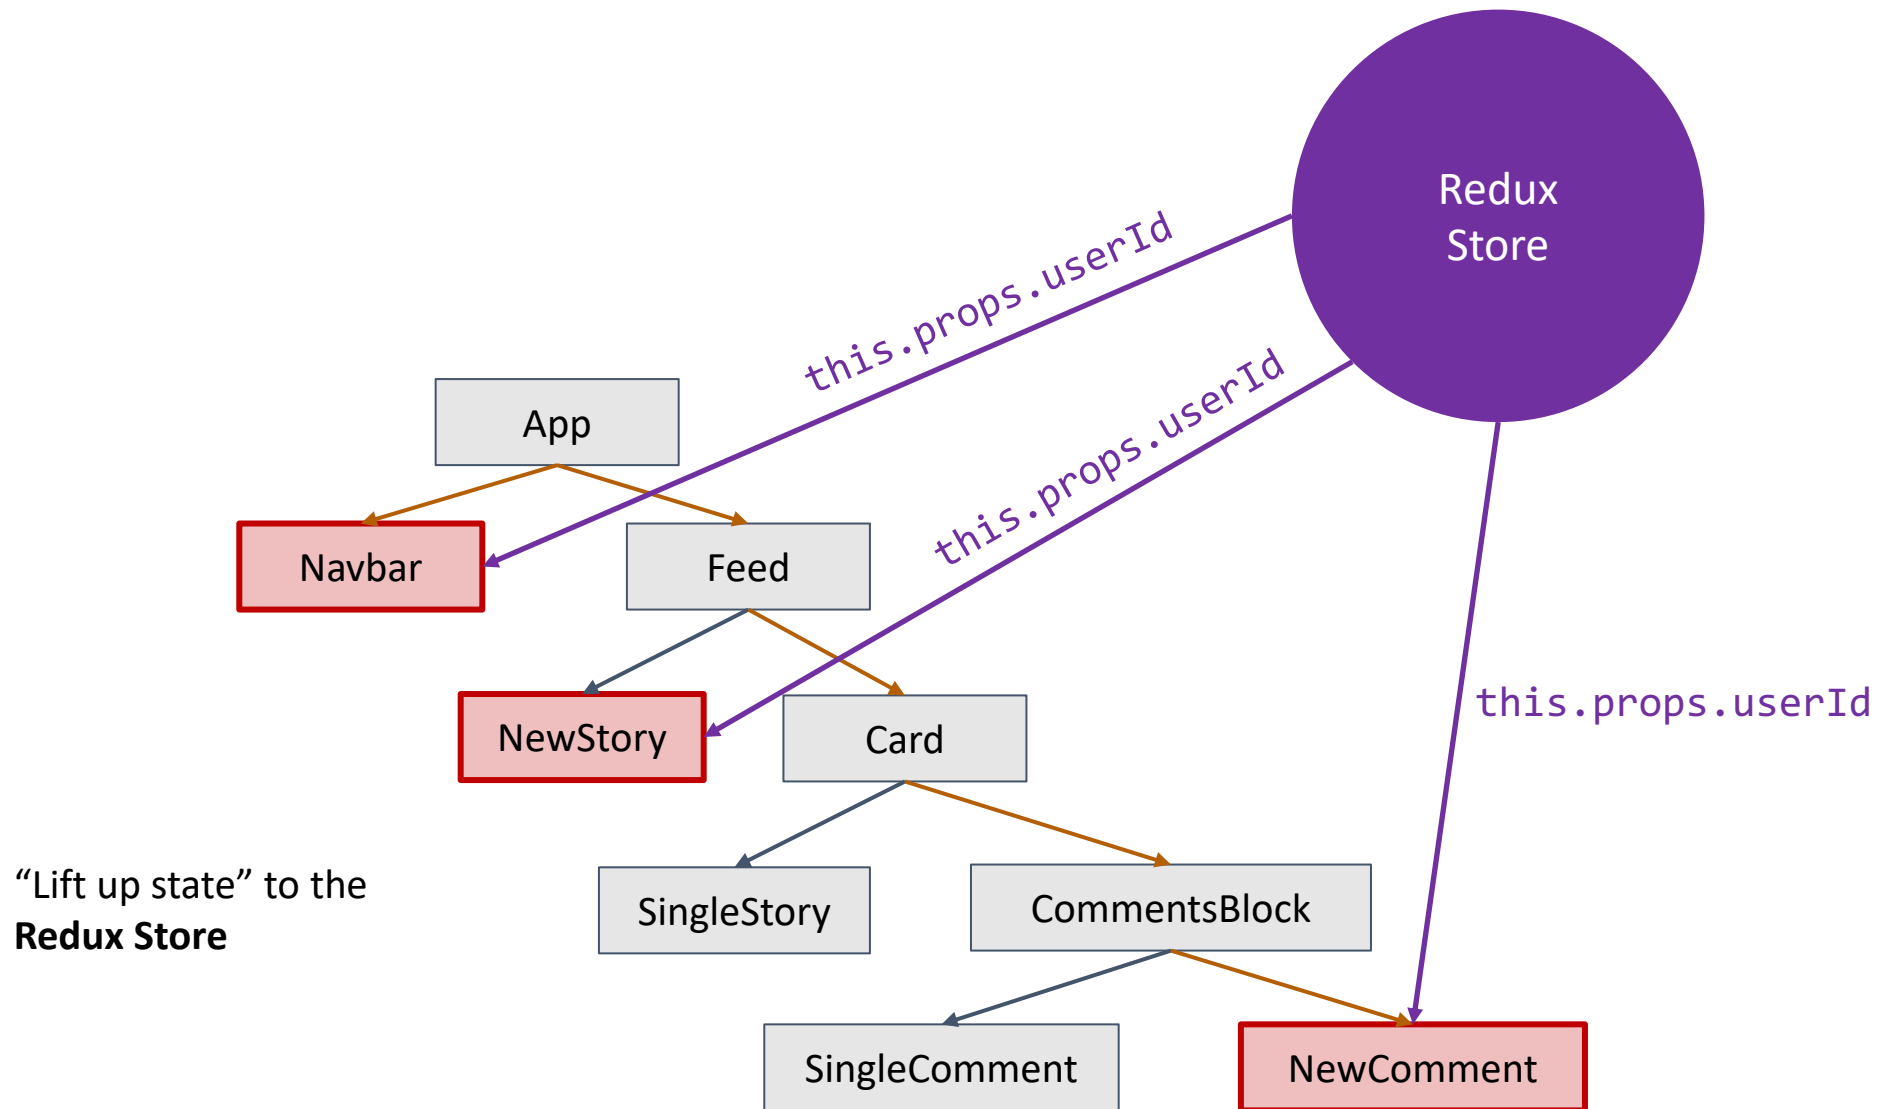 Redux
Store
this.props.userId
this.props.userId
App
Navbar
Feed
this.props.userId
NewStory
Card
“Lift up state” to the
Redux Store
SingleStory
CommentsBlock
SingleComment
NewComment